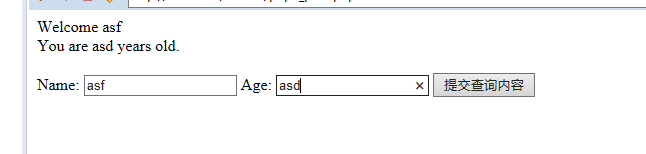 Welcome asf
You are asd years old.
Name: asf Age: asd × 提交查询内容